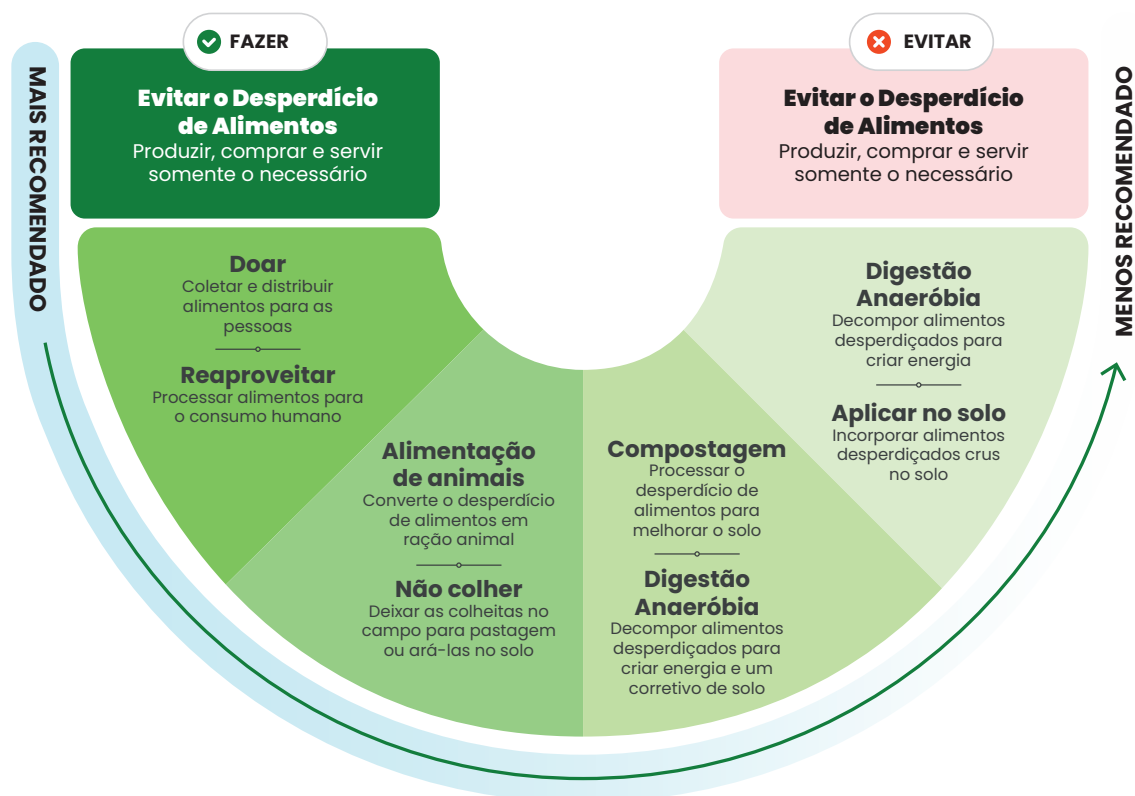 FAZER
Evitar o Desperdício
de Alimentos
Produzir, comprar e servir
somente o necessário
EVITAR
Evitar o Desperdício
de Alimentos
Produzir, comprar e servir
somente o necessário
MAIS RECOMENDADO
MENOS RECOMENDADO
Doar
Coletar e distribuir
alimentos para as
pessoas
Reaproveitar
Processar alimentos para
o consumo humano
Alimentação
de animais
Converte o desperdício
de alimentos em
ração animal
Não colher
Deixar as colheitas no
campo para pastagem
ou ará-las no solo
Compostagem
Processar o
desperdício de
alimentos para
melhorar o solo
Digestão
Anaeróbia
Decompor alimentos
desperdiçados para
criar energia e um
corretivo de solo
Digestão
Anaeróbia
Decompor alimentos
desperdiçados para
criar energia
Aplicar no solo
Incorporar alimentos
desperdiçados crus
no solo